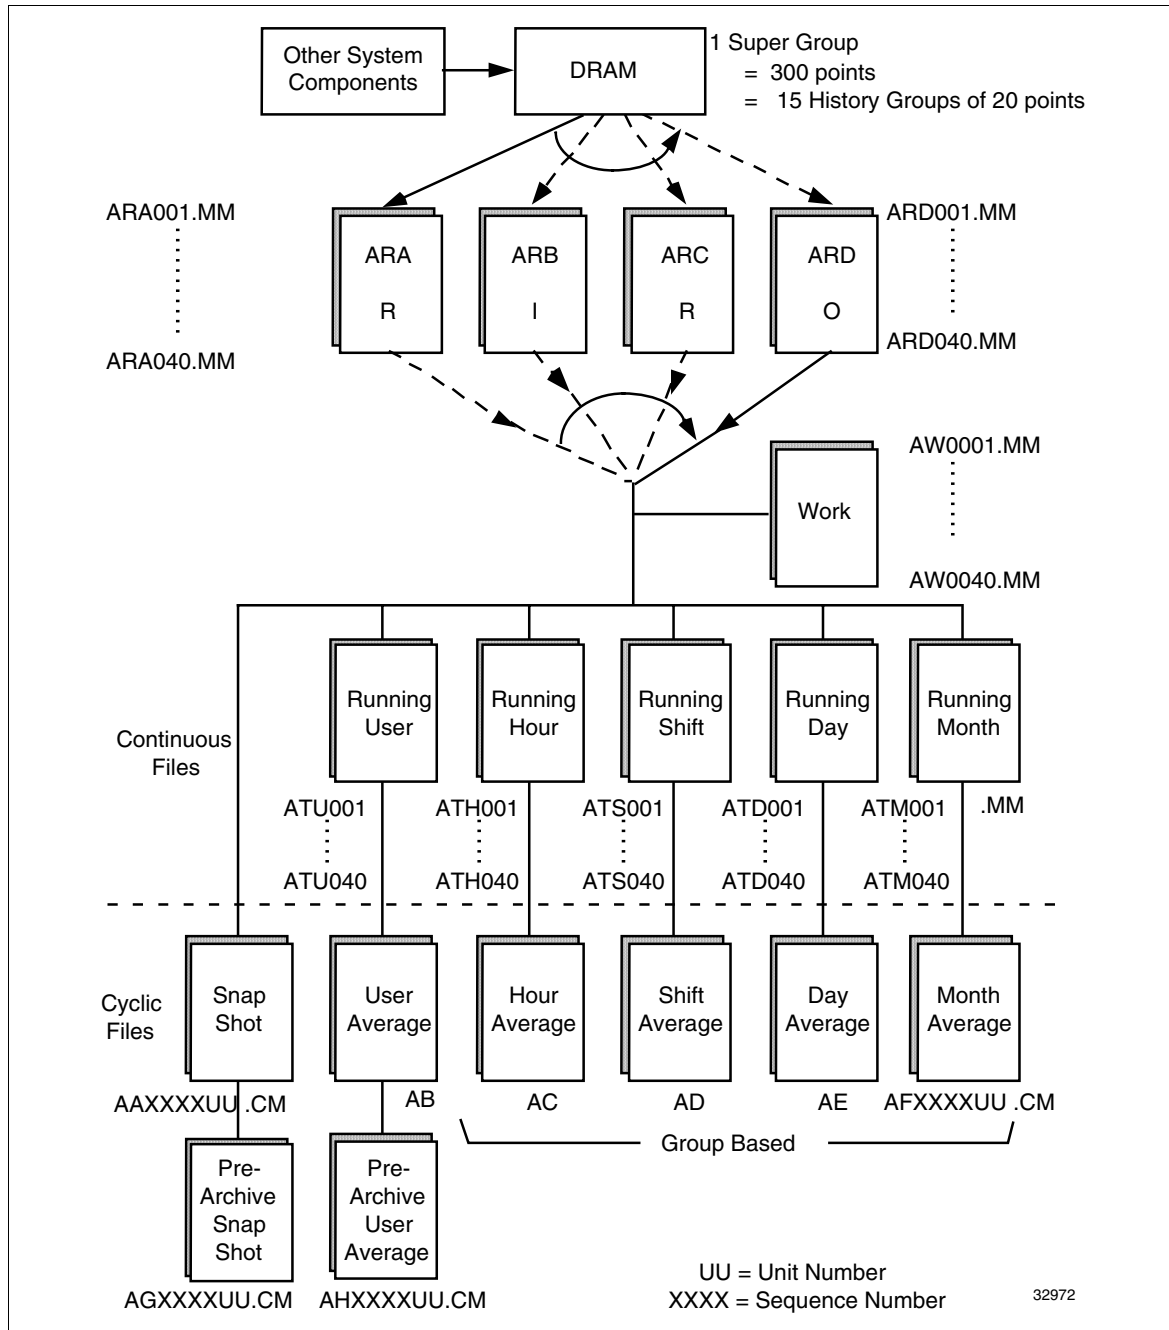 Other System
Components
DRAM
1 Super Group
= 300 points
= 15 History Groups of 20 points
ARA001.MM
ARA040.MM
ARA
R
ARB
I
ARC
R
ARD
O
ARD001.MM
ARD040.MM
Work
AW0001.MM
AW0040.MM
Continuous
Files
Running
User
Running
Hour
Running
Shift
Running
Day
Running
Month
ATU001
ATU040
ATH001
ATH040
ATS001
ATS040
ATD001
ATD040
ATM001
ATM040
.MM
Cyclic
Files
Snap
Shot
User
Average
Hour
Average
Shift
Average
Day
Average
Month
Average
AAXXXXUU .CM
AB
AC
AD
AE
AFXXXXUU .CM
Group Based
Pre-
Archive
Snap
Shot
Pre-
Archive
User
Average
AGXXXXUU.CM
AHXXXXUU.CM
UU = Unit Number
XXXX = Sequence Number
32972